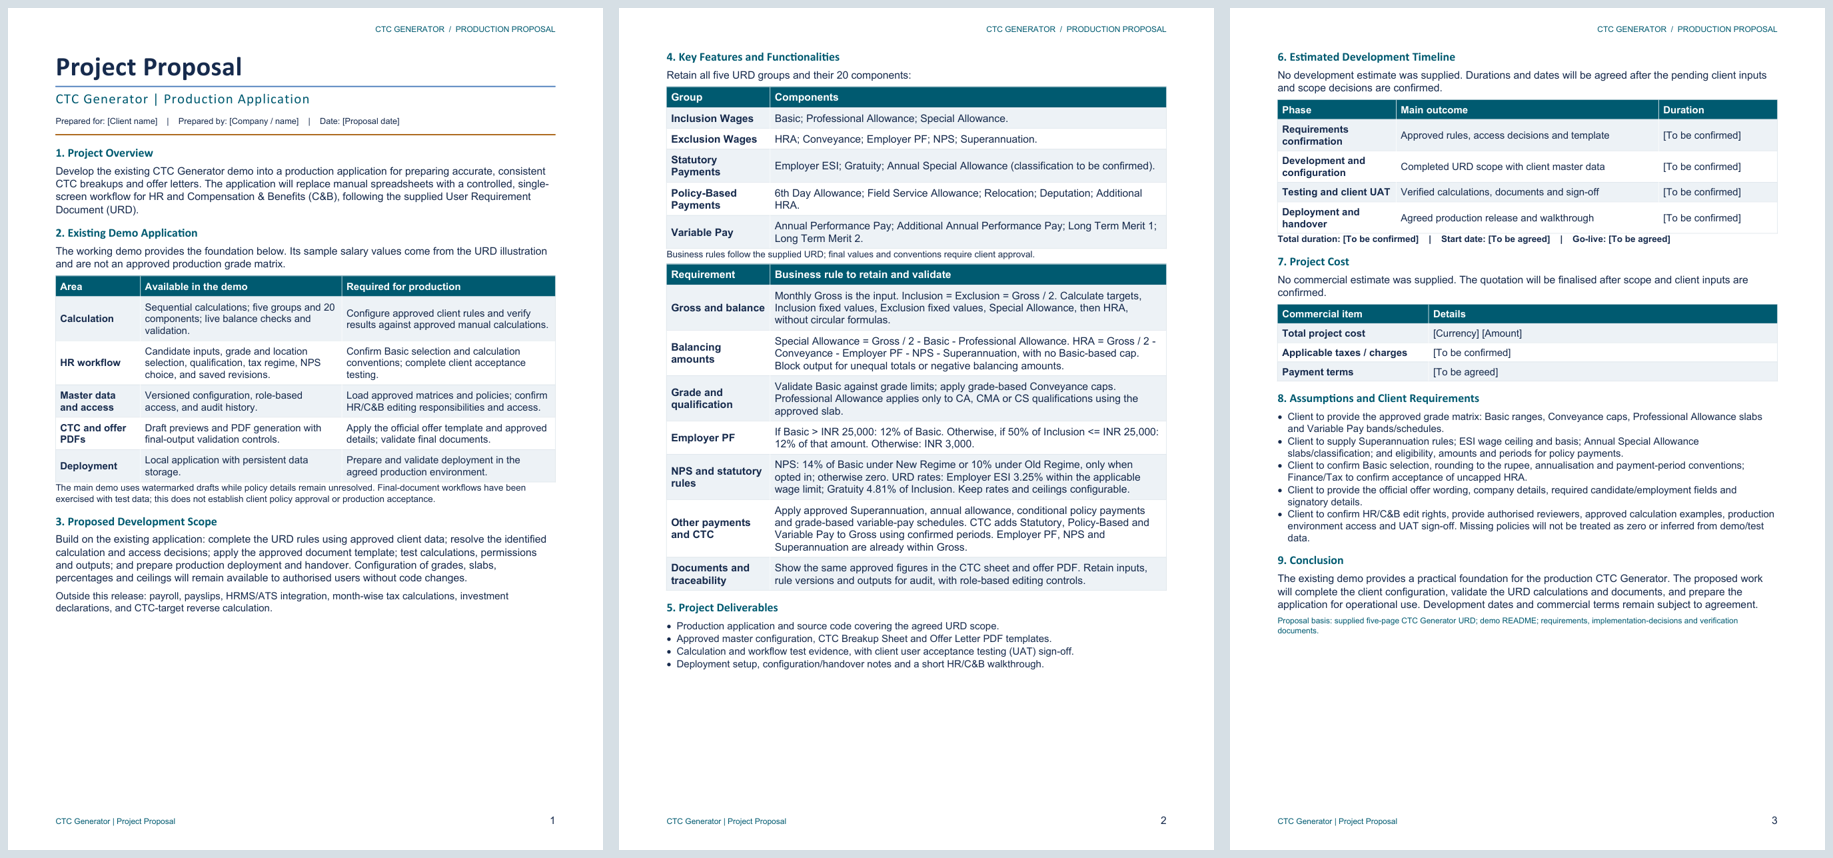 CTC GENERATOR / PRODUCTION PROPOSAL
Project Proposal
CTC Generator | Production Application
Prepared for: [Client name] | Prepared by: [Company / name] | Date: [Proposal date]
1. Project Overview
Develop the existing CTC Generator demo into a production application for preparing accurate, consistent
CTC breakups and offer letters. The application will replace manual spreadsheets with a controlled, single-
screen workflow for HR and Compensation & Benefits (C&B), following the supplied User Requirement
Document (URD).
2. Existing Demo Application
The working demo provides the foundation below. Its sample salary values come from the URD illustration
and are not an approved production grade matrix.
Area Available in the demo Required for production
Calculation
Sequential calculations; five groups and 20
components; live balance checks and
validation.
Configure approved client rules and verify
results against approved manual calculations.
HR workflow
Candidate inputs, grade and location
selection, qualification, tax regime, NPS
choice, and saved revisions.
Confirm Basic selection and calculation
conventions; complete client acceptance
testing.
Master data
and access
Versioned configuration, role-based
access, and audit history.
Load approved matrices and policies; confirm
HR/C&B editing responsibilities and access.
CTC and offer
PDFs
Draft previews and PDF generation with
final-output validation controls.
Apply the official offer template and approved
details; validate final documents.
Deployment
Local application with persistent data
storage.
Prepare and validate deployment in the
agreed production environment.
The main demo uses watermarked drafts while policy details remain unresolved. Final-document workflows have been
exercised with test data; this does not establish client policy approval or production acceptance.
3. Proposed Development Scope
Build on the existing application: complete the URD rules using approved client data; resolve the identified
calculation and access decisions; apply the approved document template; test calculations, permissions
and outputs; and prepare production deployment and handover. Configuration of grades, slabs,
percentages and ceilings will remain available to authorised users without code changes.
Outside this release: payroll, payslips, HRMS/ATS integration, month-wise tax calculations, investment
declarations, and CTC-target reverse calculation.
CTC Generator | Project Proposal
1
CTC GENERATOR / PRODUCTION PROPOSAL
4. Key Features and Functionalities
Retain all five URD groups and their 20 components:
Group Components
Inclusion Wages Basic; Professional Allowance; Special Allowance.
Exclusion Wages HRA; Conveyance; Employer PF; NPS; Superannuation.
Statutory
Payments
Employer ESI; Gratuity; Annual Special Allowance (classification to be confirmed).
Policy-Based
Payments
6th Day Allowance; Field Service Allowance; Relocation; Deputation; Additional
HRA.
Variable Pay
Annual Performance Pay; Additional Annual Performance Pay; Long Term Merit 1;
Long Term Merit 2.
Business rules follow the supplied URD; final values and conventions require client approval.
Requirement Business rule to retain and validate
Gross and balance
Monthly Gross is the input. Inclusion = Exclusion = Gross / 2. Calculate targets,
Inclusion fixed values, Exclusion fixed values, Special Allowance, then HRA,
without circular formulas.
Balancing
amounts
Special Allowance = Gross / 2 - Basic - Professional Allowance. HRA = Gross / 2 -
Conveyance - Employer PF - NPS - Superannuation, with no Basic-based cap.
Block output for unequal totals or negative balancing amounts.
Grade and
qualification
Validate Basic against grade limits; apply grade-based Conveyance caps.
Professional Allowance applies only to CA, CMA or CS qualifications using the
approved slab.
Employer PF
If Basic > INR 25,000: 12% of Basic. Otherwise, if 50% of Inclusion <= INR 25,000:
12% of that amount. Otherwise: INR 3,000.
NPS and statutory
rules
NPS: 14% of Basic under New Regime or 10% under Old Regime, only when
opted in; otherwise zero. URD rates: Employer ESI 3.25% within the applicable
wage limit; Gratuity 4.81% of Inclusion. Keep rates and ceilings configurable.
Other payments
and CTC
Apply approved Superannuation, annual allowance, conditional policy payments
and grade-based variable-pay schedules. CTC adds Statutory, Policy-Based and
Variable Pay to Gross using confirmed periods. Employer PF, NPS and
Superannuation are already within Gross.
Documents and
traceability
Show the same approved figures in the CTC sheet and offer PDF. Retain inputs,
rule versions and outputs for audit, with role-based editing controls.
5. Project Deliverables
• Production application and source code covering the agreed URD scope.
• Approved master configuration, CTC Breakup Sheet and Offer Letter PDF templates.
• Calculation and workflow test evidence, with client user acceptance testing (UAT) sign-off.
• Deployment setup, configuration/handover notes and a short HR/C&B walkthrough.
CTC Generator | Project Proposal
2
CTC GENERATOR / PRODUCTION PROPOSAL
6. Estimated Development Timeline
No development estimate was supplied. Durations and dates will be agreed after the pending client inputs
and scope decisions are confirmed.
Phase Main outcome Duration
Requirements
confirmation
Approved rules, access decisions and template [To be confirmed]
Development and
configuration
Completed URD scope with client master data [To be confirmed]
Testing and client UAT Verified calculations, documents and sign-off [To be confirmed]
Deployment and
handover
Agreed production release and walkthrough [To be confirmed]
Total duration: [To be confirmed] | Start date: [To be agreed] | Go-live: [To be agreed]
7. Project Cost
No commercial estimate was supplied. The quotation will be finalised after scope and client inputs are
confirmed.
Commercial item Details
Total project cost [Currency] [Amount]
Applicable taxes / charges [To be confirmed]
Payment terms [To be agreed]
8. Assumptions and Client Requirements
• Client to provide the approved grade matrix: Basic ranges, Conveyance caps, Professional Allowance slabs
and Variable Pay bands/schedules.
• Client to supply Superannuation rules; ESI wage ceiling and basis; Annual Special Allowance
slabs/classification; and eligibility, amounts and periods for policy payments.
• Client to confirm Basic selection, rounding to the rupee, annualisation and payment-period conventions;
Finance/Tax to confirm acceptance of uncapped HRA.
• Client to provide the official offer wording, company details, required candidate/employment fields and
signatory details.
• Client to confirm HR/C&B edit rights, provide authorised reviewers, approved calculation examples, production
environment access and UAT sign-off. Missing policies will not be treated as zero or inferred from demo/test
data.
9. Conclusion
The existing demo provides a practical foundation for the production CTC Generator. The proposed work
will complete the client configuration, validate the URD calculations and documents, and prepare the
application for operational use. Development dates and commercial terms remain subject to agreement.
Proposal basis: supplied five-page CTC Generator URD; demo README; requirements, implementation-decisions and verification
documents.
CTC Generator | Project Proposal
3